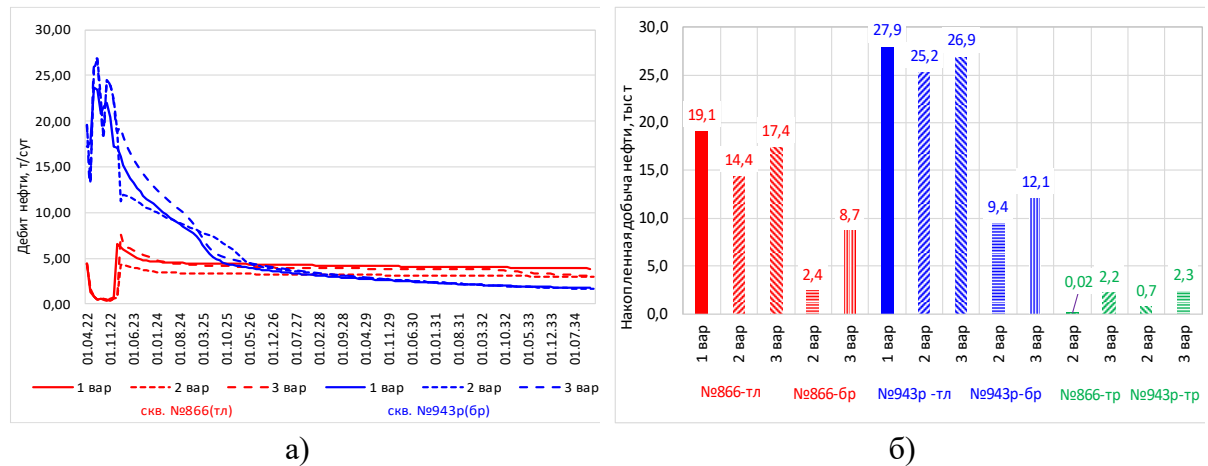 Дебит нефти, т/сут
30,00
25,00
20,00
15,00
10,00
5,00
0,00
01.04.22
01.11.22
01.06.23
01.01.24
01.08.24
01.03.25
01.10.25
01.05.26
01.12.26
01.07.27
01.02.28
01.09.28
01.04.29
01.11.29
01.06.30
01.01.31
01.08.31
01.03.32
01.10.32
01.05.33
01.12.33
01.07.34
1 вар 2 вар 3 вар 1 вар 2 вар 3 вар
скв. №866(тл) скв. №943р(бр)
а)
Накопленная добыча нефти, тыс т
30,0
25,0
20,0
15,0
10,0
5,0
0,0
19,1
14,4
17,4
2,4
8,7
27,9
25,2
26,9
9,4
12,1
0,02
2,2
0,7
2,3
1 вар
2 вар
3 вар
2 вар
3 вар
1 вар
2 вар
3 вар
2 вар
3 вар
2 вар
3 вар
2 вар
3 вар
№866-тл №866-бр №943р -тл №943р-бр №866-тр №943р-тр
б)